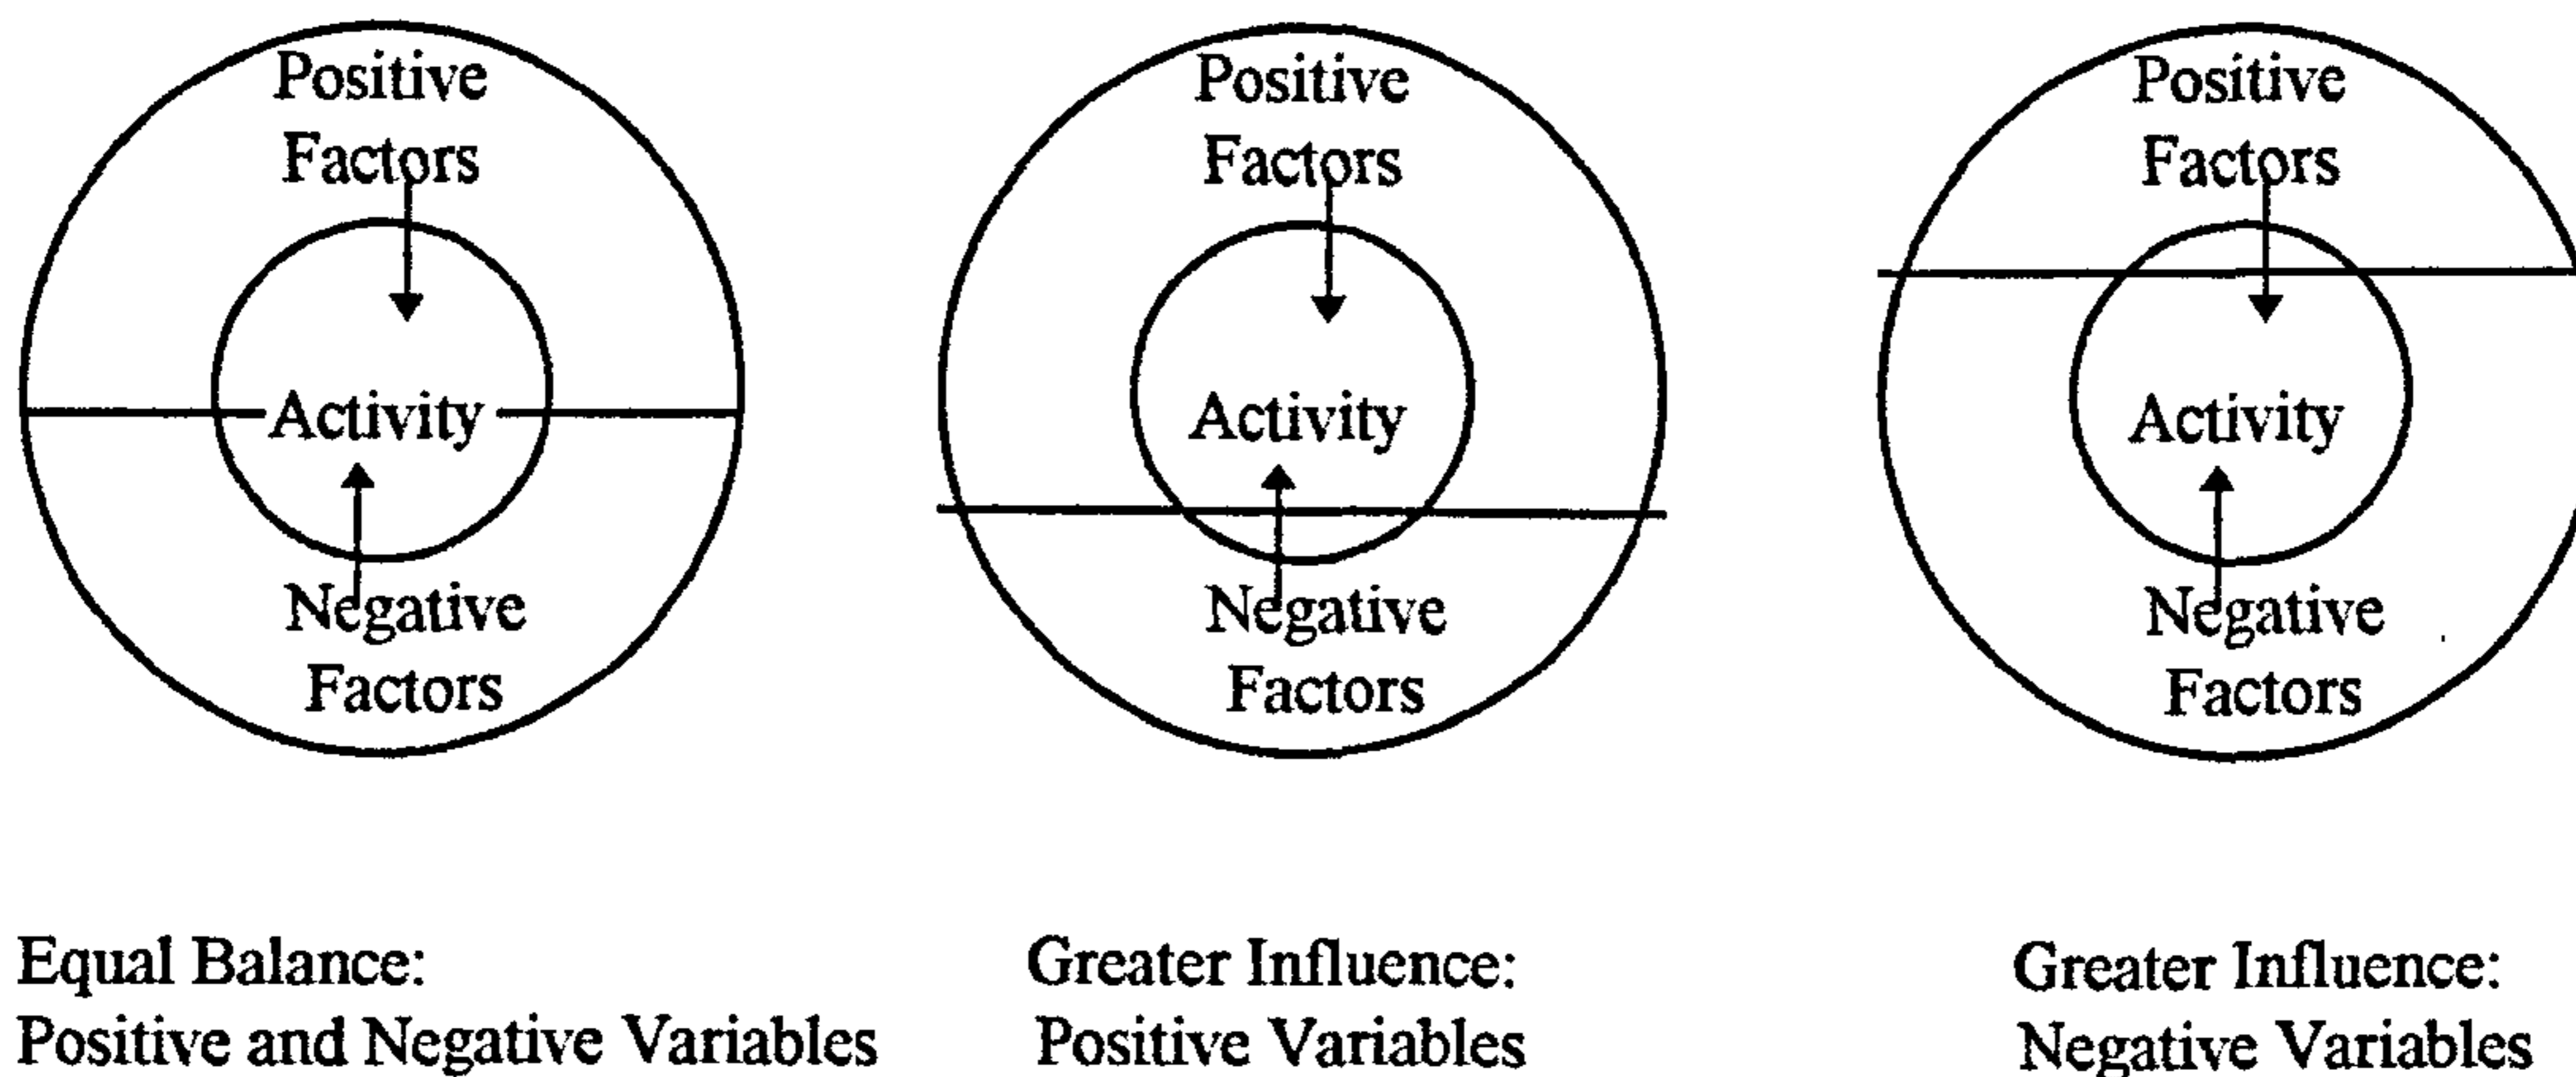 Positive
Factors
Activity
Negative
Factors
Equal Balance:
Positive and Negative Variables
Positive
Factors
Activity
Negative
Factors
Greater Influence:
Positive Variables
Positive
Factors
Activity
Negative
Factors
Greater Influence:
Negative Variables